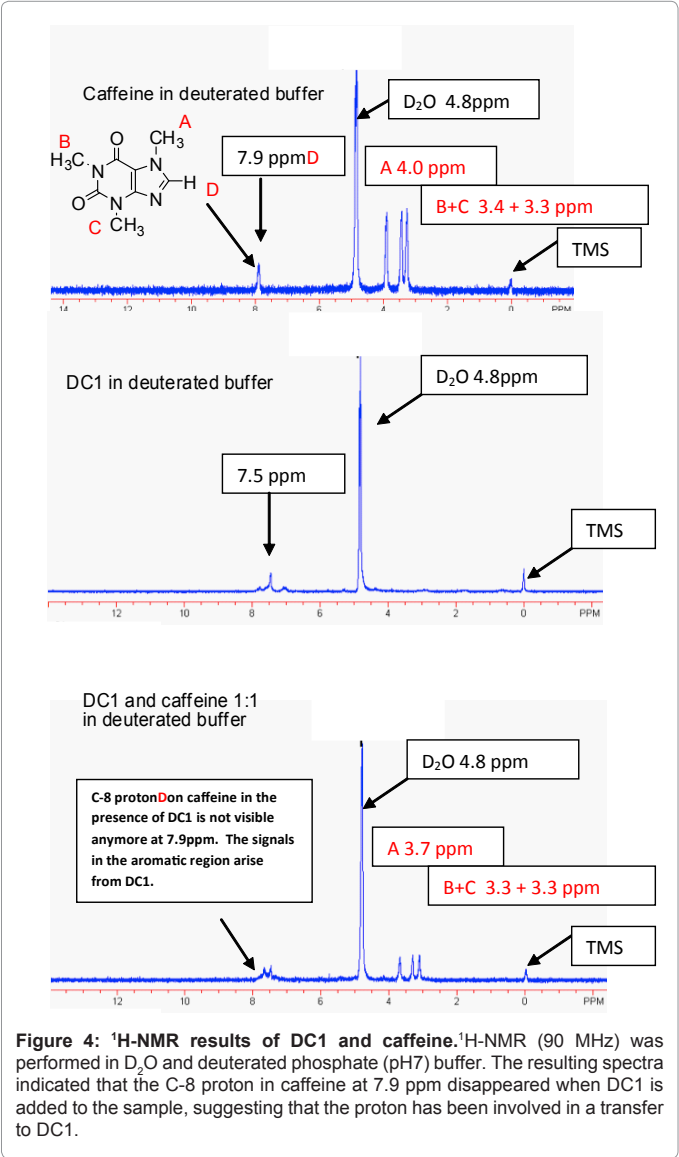 Caffeine in deuterated buffer
D₂O 4.8ppm
A
B
O
CH₃
H₃C
N
N
7.9 ppmD
A 4.0 ppm
H
D
O
N
N
B+C 3.4 + 3.3 ppm
C
CH₃
TMS
14 12 10 8 6 4 2 0 PPM
DC1 in deuterated buffer
D₂O 4.8ppm
7.5 ppm
TMS
12 10 8 6 4 2 0 PPM
DC1 and caffeine 1:1
in deuterated buffer
D₂O 4.8 ppm
C-8 protonDon caffeine in the
presence of DC1 is not visible
anymore at 7.9ppm. The signals
in the aromatic region arise
from DC1.
A 3.7 ppm
B+C 3.3 + 3.3 ppm
TMS
12 10 8 6 4 2 0 PPM
Figure 4: ¹H-NMR results of DC1 and caffeine.¹H-NMR (90 MHz) was
performed in D₂O and deuterated phosphate (pH7) buffer. The resulting spectra
indicated that the C-8 proton in caffeine at 7.9 ppm disappeared when DC1 is
added to the sample, suggesting that the proton has been involved in a transfer
to DC1.